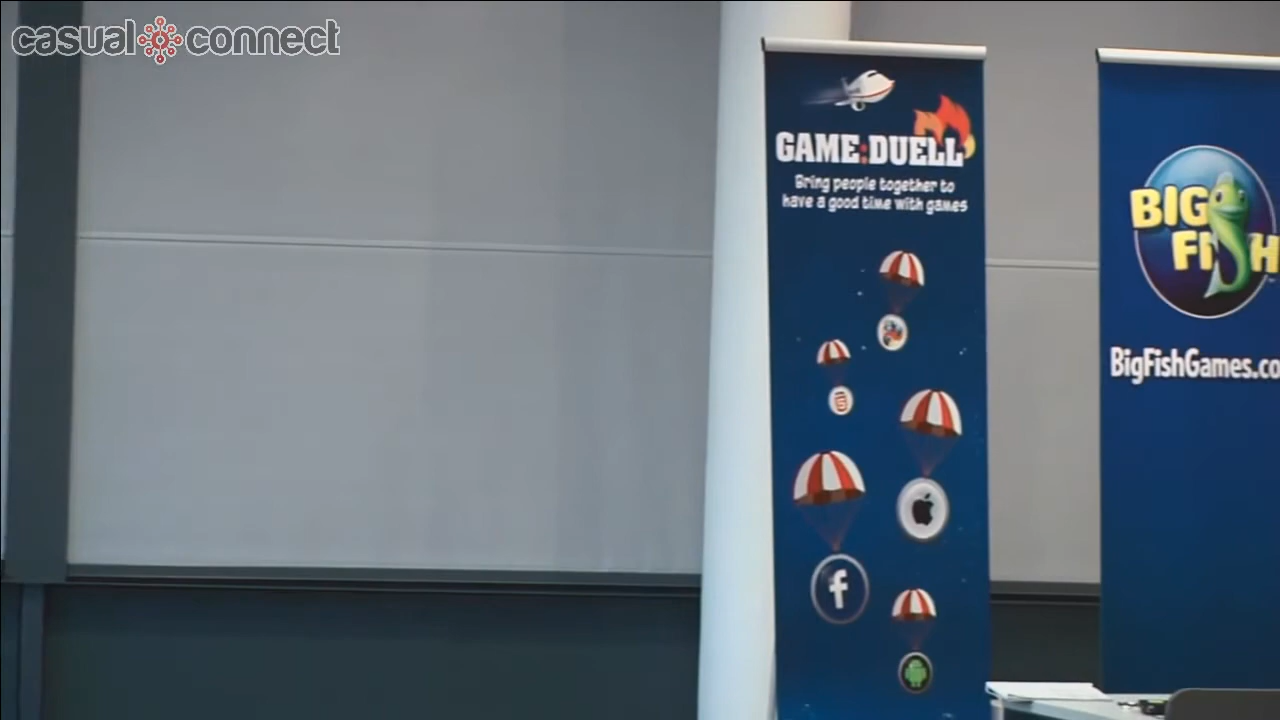 casual connect
GAME:DUELL
Bring people together to
have a good time with games
BIG
FISH
BigFishGames.co
f